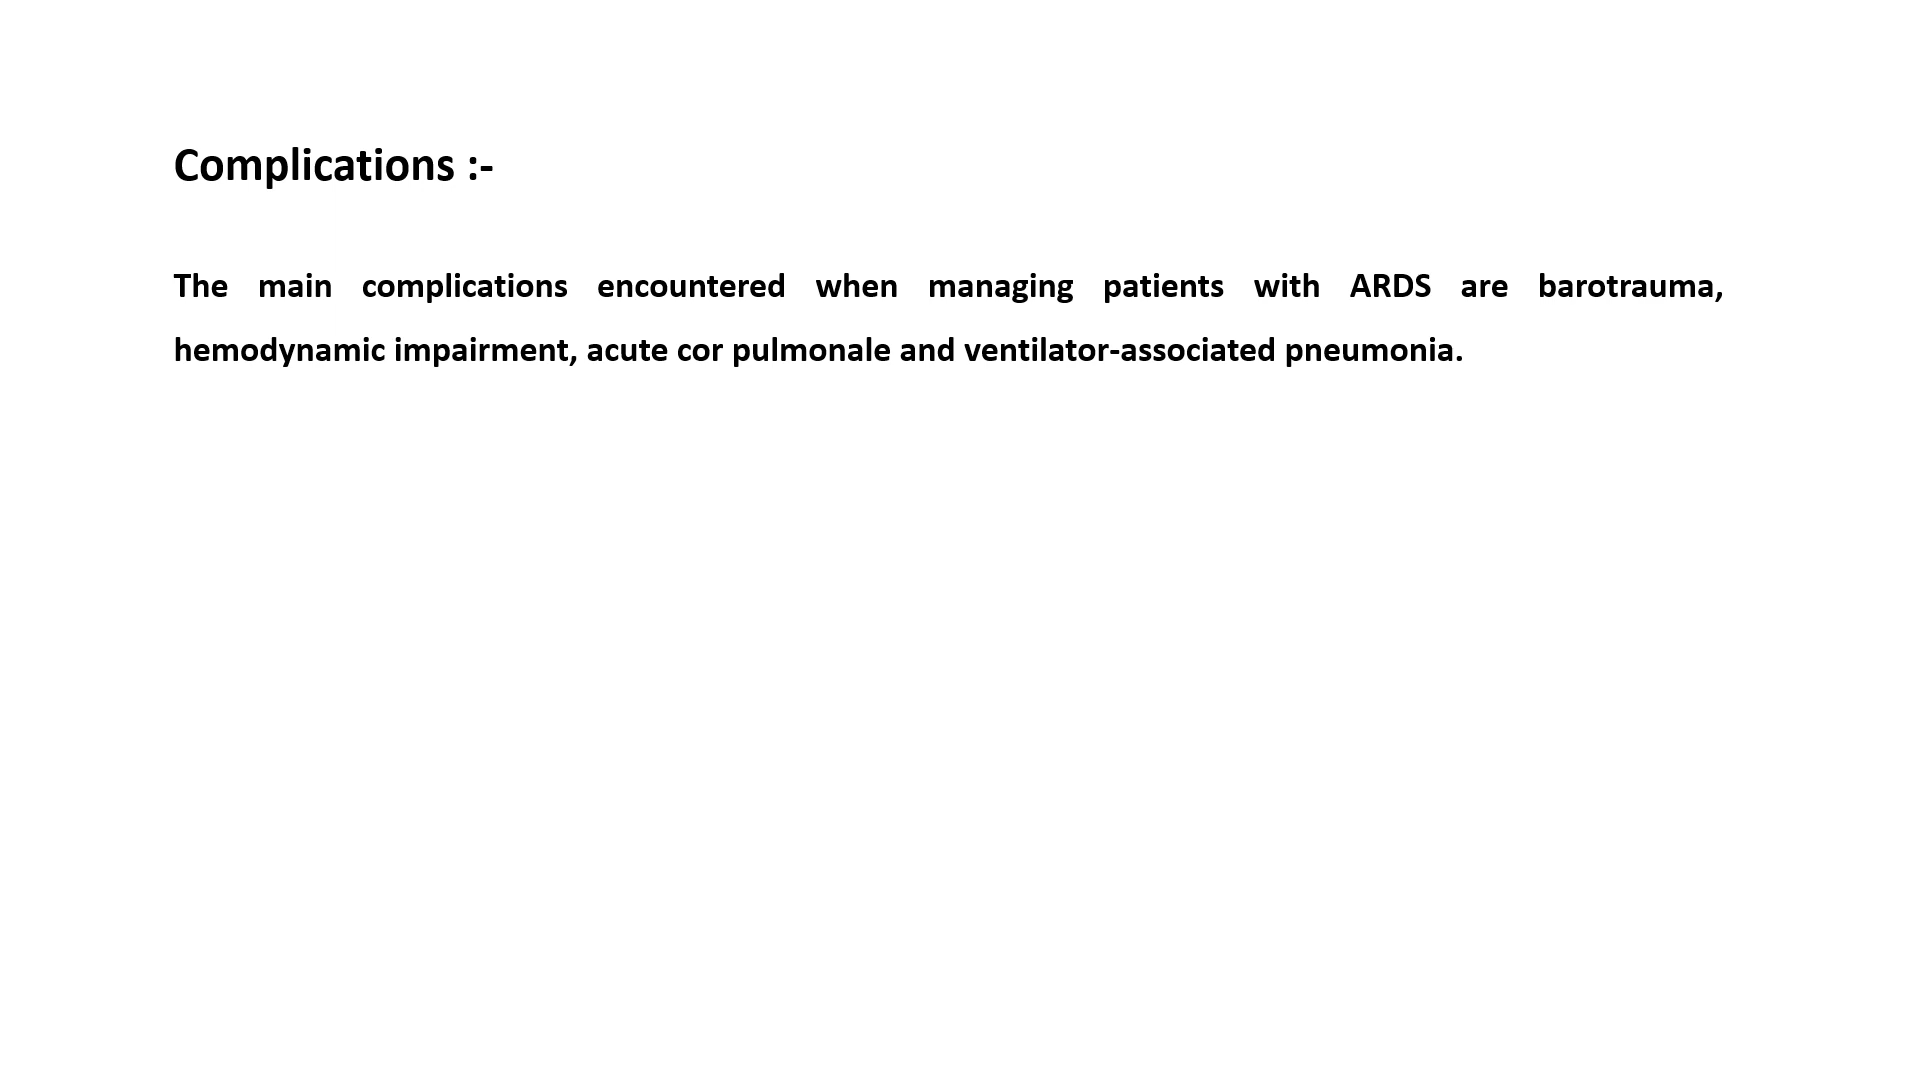 Complications :-
The main complications encountered when managing patients with ARDS are barotrauma,
hemodynamic impairment, acute cor pulmonale and ventilator-associated pneumonia.